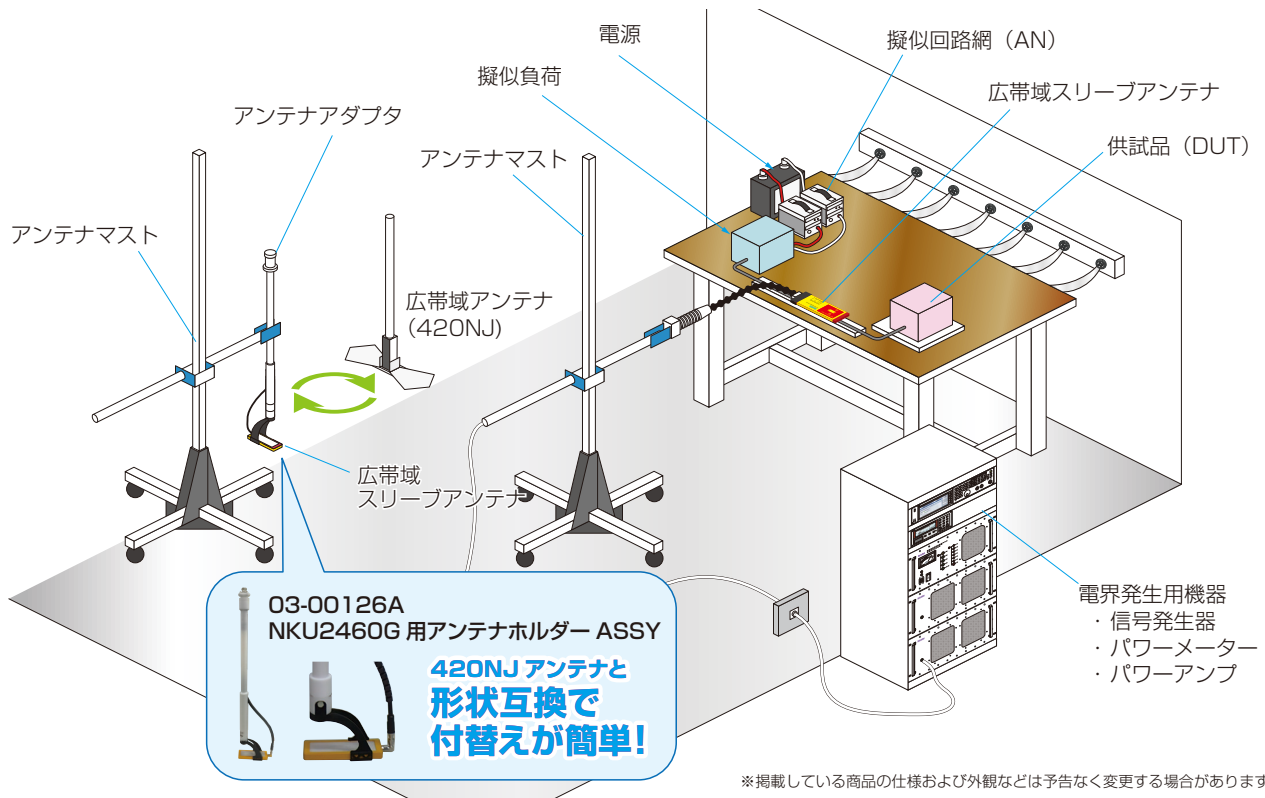 電源
擬似回路網（AN）
擬似負荷
広帯域スリーブアンテナ
アンテナアダプタ
供試品（DUT）
アンテナマスト
アンテナマスト
広帯域アンテナ
(420NJ)
広帯域
スリーブアンテナ
03-00126A
NKU2460G 用アンテナホルダー ASSY
420NJ アンテナと
形状互換で
付替えが簡単!
電界発生用機器
・信号発生器
・パワーメーター
・パワーアンプ
※掲載している商品の仕様および外観などは予告なく変更する場合があります